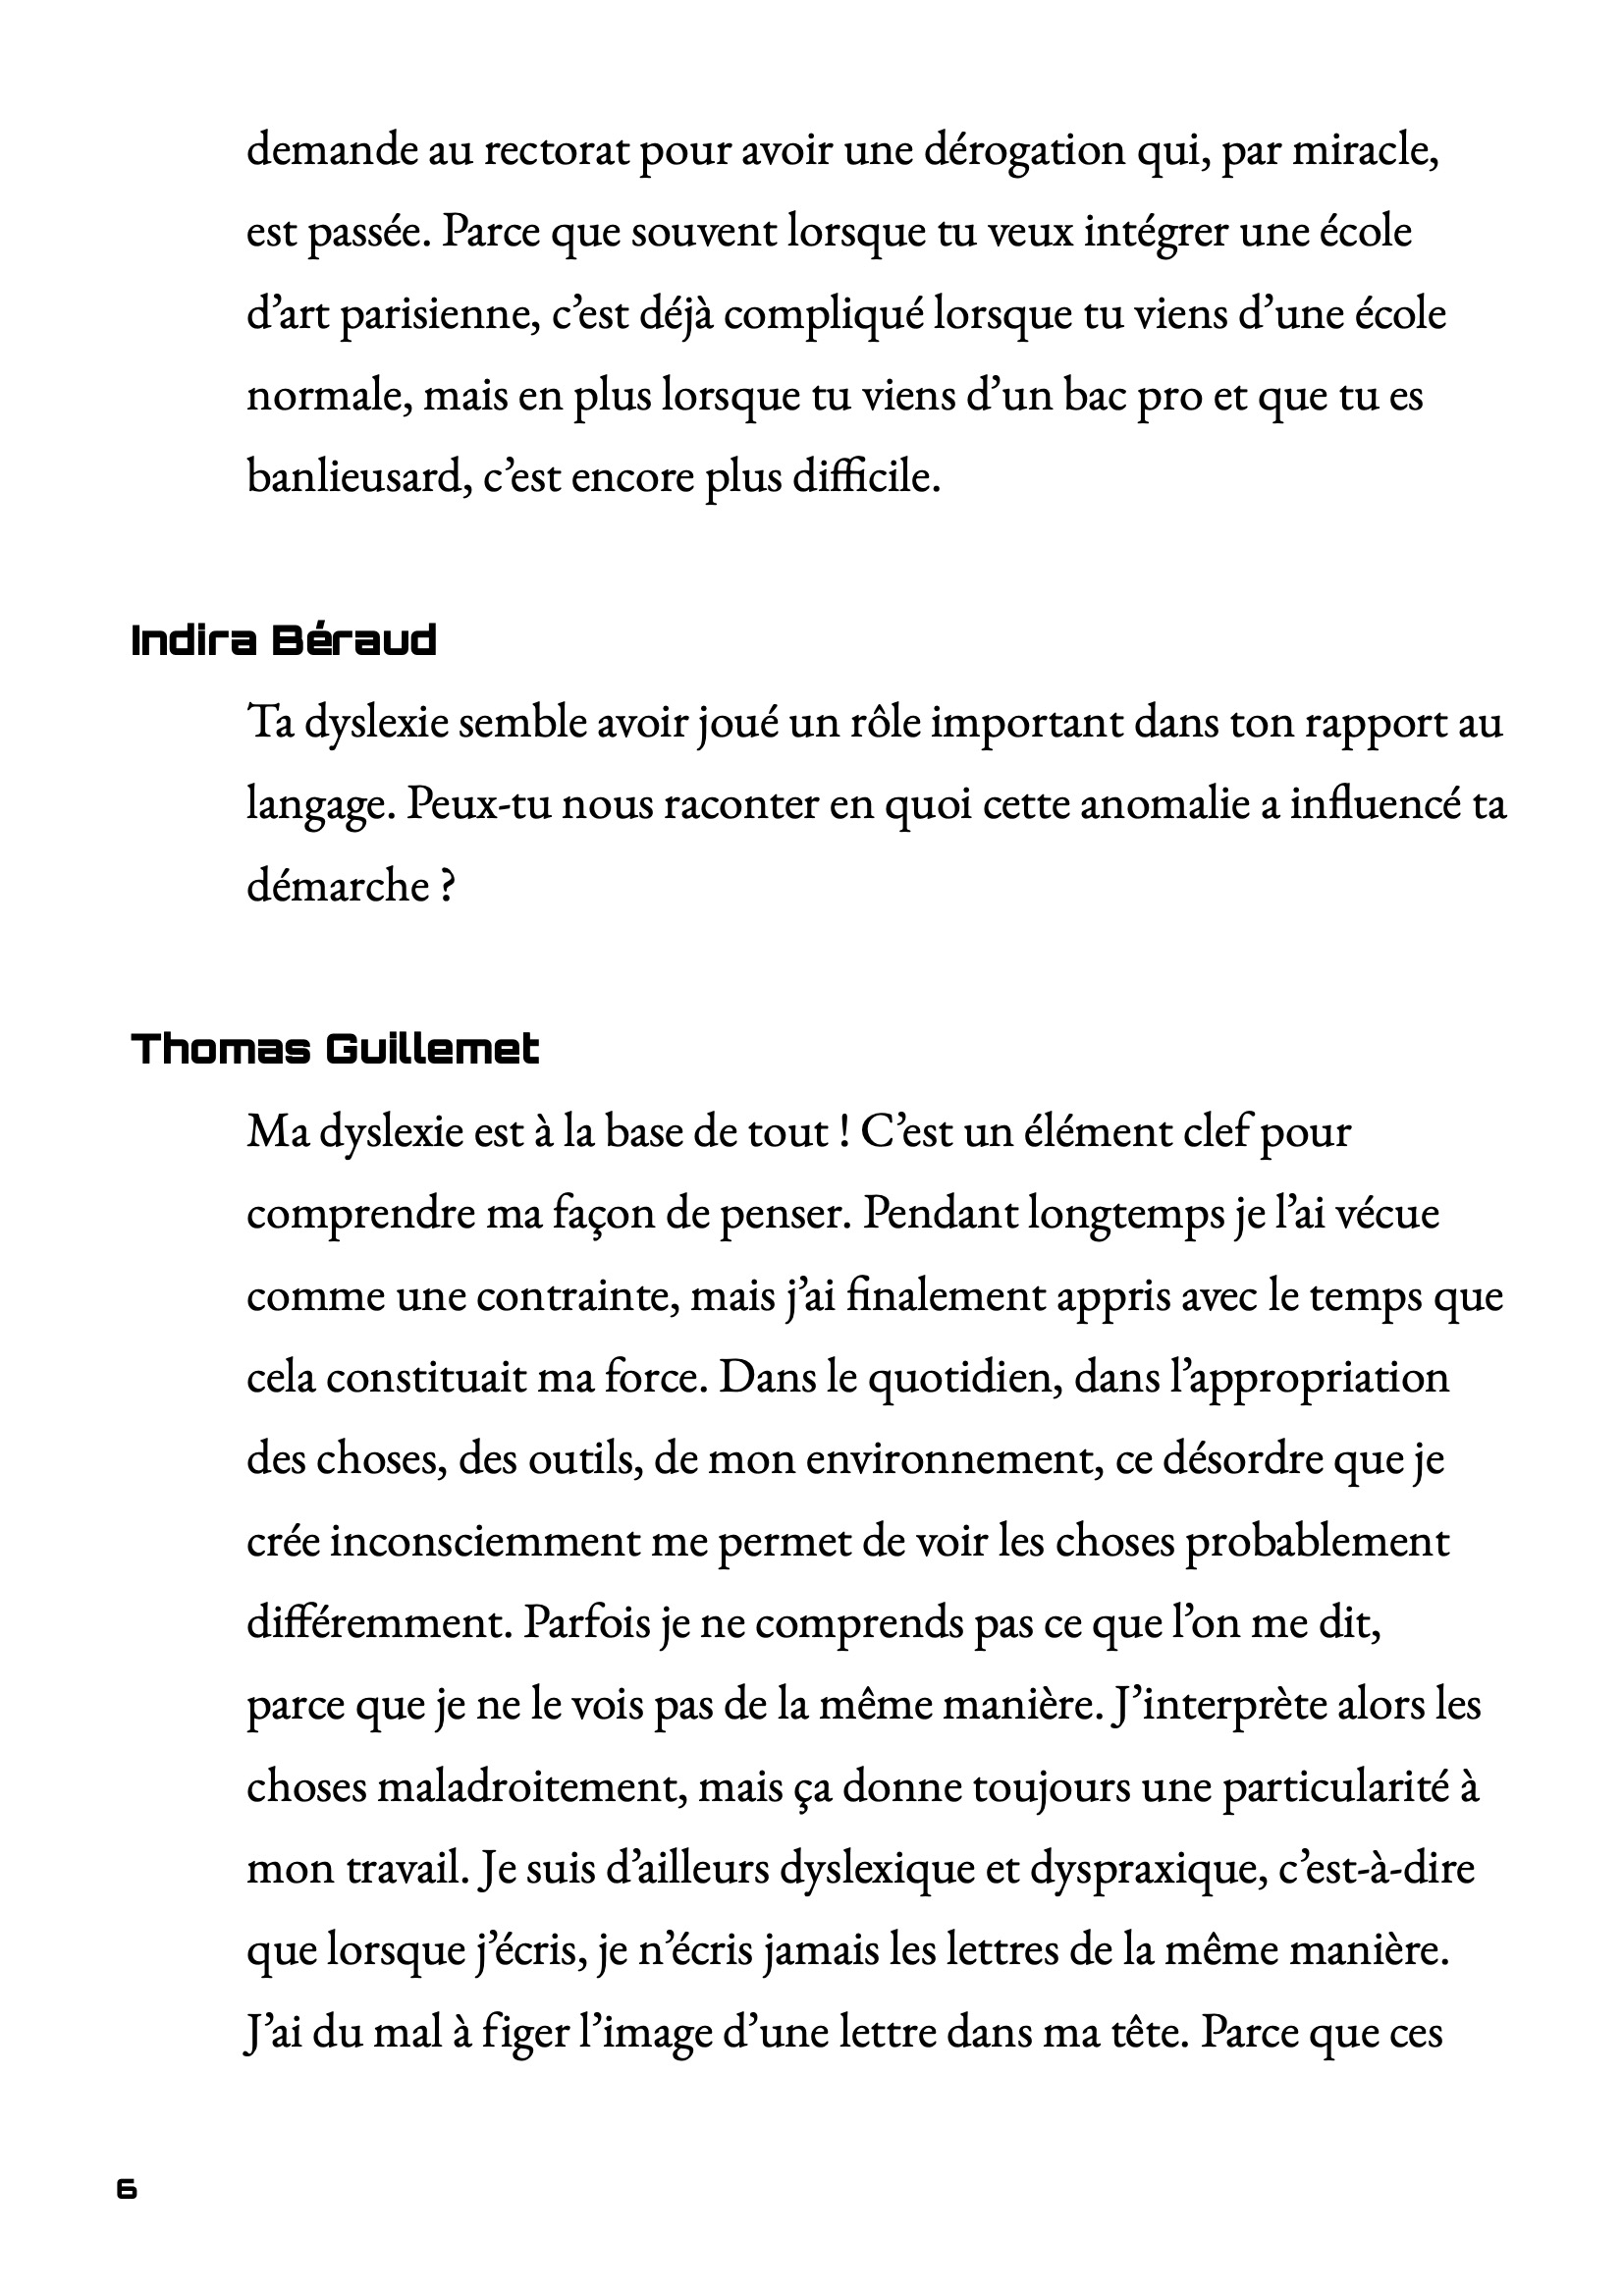 demande au rectorat pour avoir une dérogation qui, par miracle,
est passée. Parce que souvent lorsque tu veux intégrer une école
d’art parisienne, c’est déjà compliqué lorsque tu viens d’une école
normale, mais en plus lorsque tu viens d’un bac pro et que tu es
banlieusard, c’est encore plus difficile.
Indira Béraud
Ta dyslexie semble avoir joué un rôle important dans ton rapport au
langage. Peux-tu nous raconter en quoi cette anomalie a influencé ta
démarche ?
Thomas Guillemet
Ma dyslexie est à la base de tout ! C’est un élément clef pour
comprendre ma façon de penser. Pendant longtemps je l’ai vécue
comme une contrainte, mais j’ai finalement appris avec le temps que
cela constituait ma force. Dans le quotidien, dans l’appropriation
des choses, des outils, de mon environnement, ce désordre que je
crée inconsciemment me permet de voir les choses probablement
différemment. Parfois je ne comprends pas ce que l’on me dit,
parce que je ne le vois pas de la même manière. J’interprète alors les
choses maladroitement, mais ça donne toujours une particularité à
mon travail. Je suis d’ailleurs dyslexique et dyspraxique, c’est-à-dire
que lorsque j’écris, je n’écris jamais les lettres de la même manière.
J’ai du mal à figer l’image d’une lettre dans ma tête. Parce que ces
6